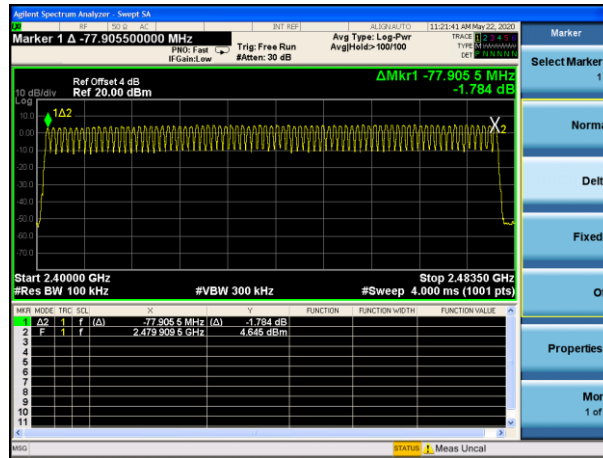 Agilent Spectrum Analyzer - Swept SA
RF 50 Ω AC INT REF ALIGNAUTO 11:21:41 AM May 22, 2020
Marker 1 Δ -77.905500000 MHz
PNO: Fast
IFGain:Low
Trig: Free Run
#Atten: 30 dB
Avg Type: Log-Pwr
Avg|Hold:> 100/100
TRACE 1 2 3 4 5 6
TYPE M
DET P N N N N N
Marker
Ref Offset 4 dB
10 dB/div Ref 20.00 dBm
Log
ΔMkr1 -77.905 5 MHz
-1.784 dB
10.0
0.00
-10.0
-20.0
-30.0
-40.0
-50.0
-60.0
-70.0
1Δ2
X2
Start 2.40000 GHz
#Res BW 100 kHz
#VBW 300 kHz
Stop 2.48350 GHz
#Sweep 4.000 ms (1001 pts)
MKR MODE TRC SCL X Y FUNCTION FUNCTION WIDTH FUNCTION VALUE
1 Δ2 1 f (Δ) -77.905 5 MHz (Δ) -1.784 dB
2 F 1 f 2.479 909 5 GHz 4.645 dBm
3
4
5
6
7
8
9
10
11
MSG
STATUS Meas Uncal
Select Marker
1
Norma
Delt
Fixed
O
Properties
Mor
1 of